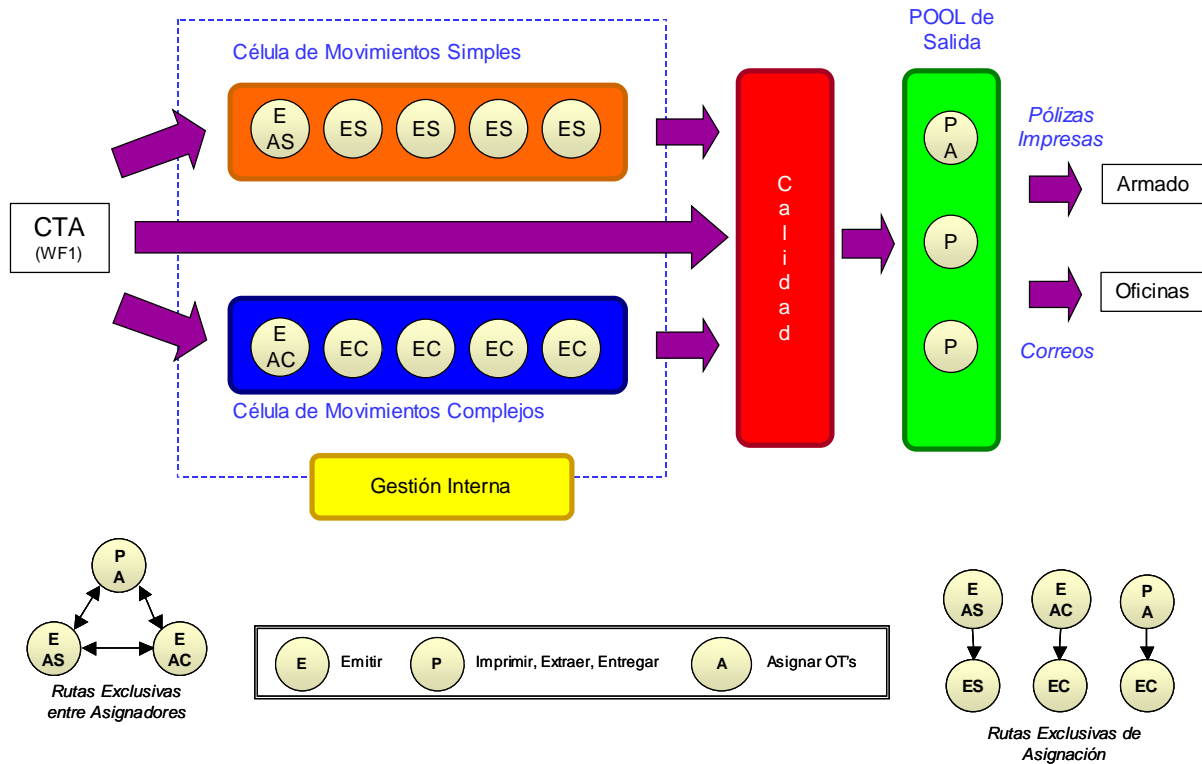 POOL de
Salida
Célula de Movimientos Simples
E
AS
ES
ES
ES
ES
CTA
(WF1)
E
AC
EC
EC
EC
EC
Célula de Movimientos Complejos
Gestión Interna
C
a
l
i
d
a
d
P
A
P
P
Pólizas
Impresas
Armado
Oficinas
Correos
P
A
E
AS
E
AC
Rutas Exclusivas
entre Asignadores
E
Emitir
P
Imprimir, Extraer, Entregar
A
Asignar OT's
E
AS
E
AC
P
A
ES
EC
EC
Rutas Exclusivas de
Asignación